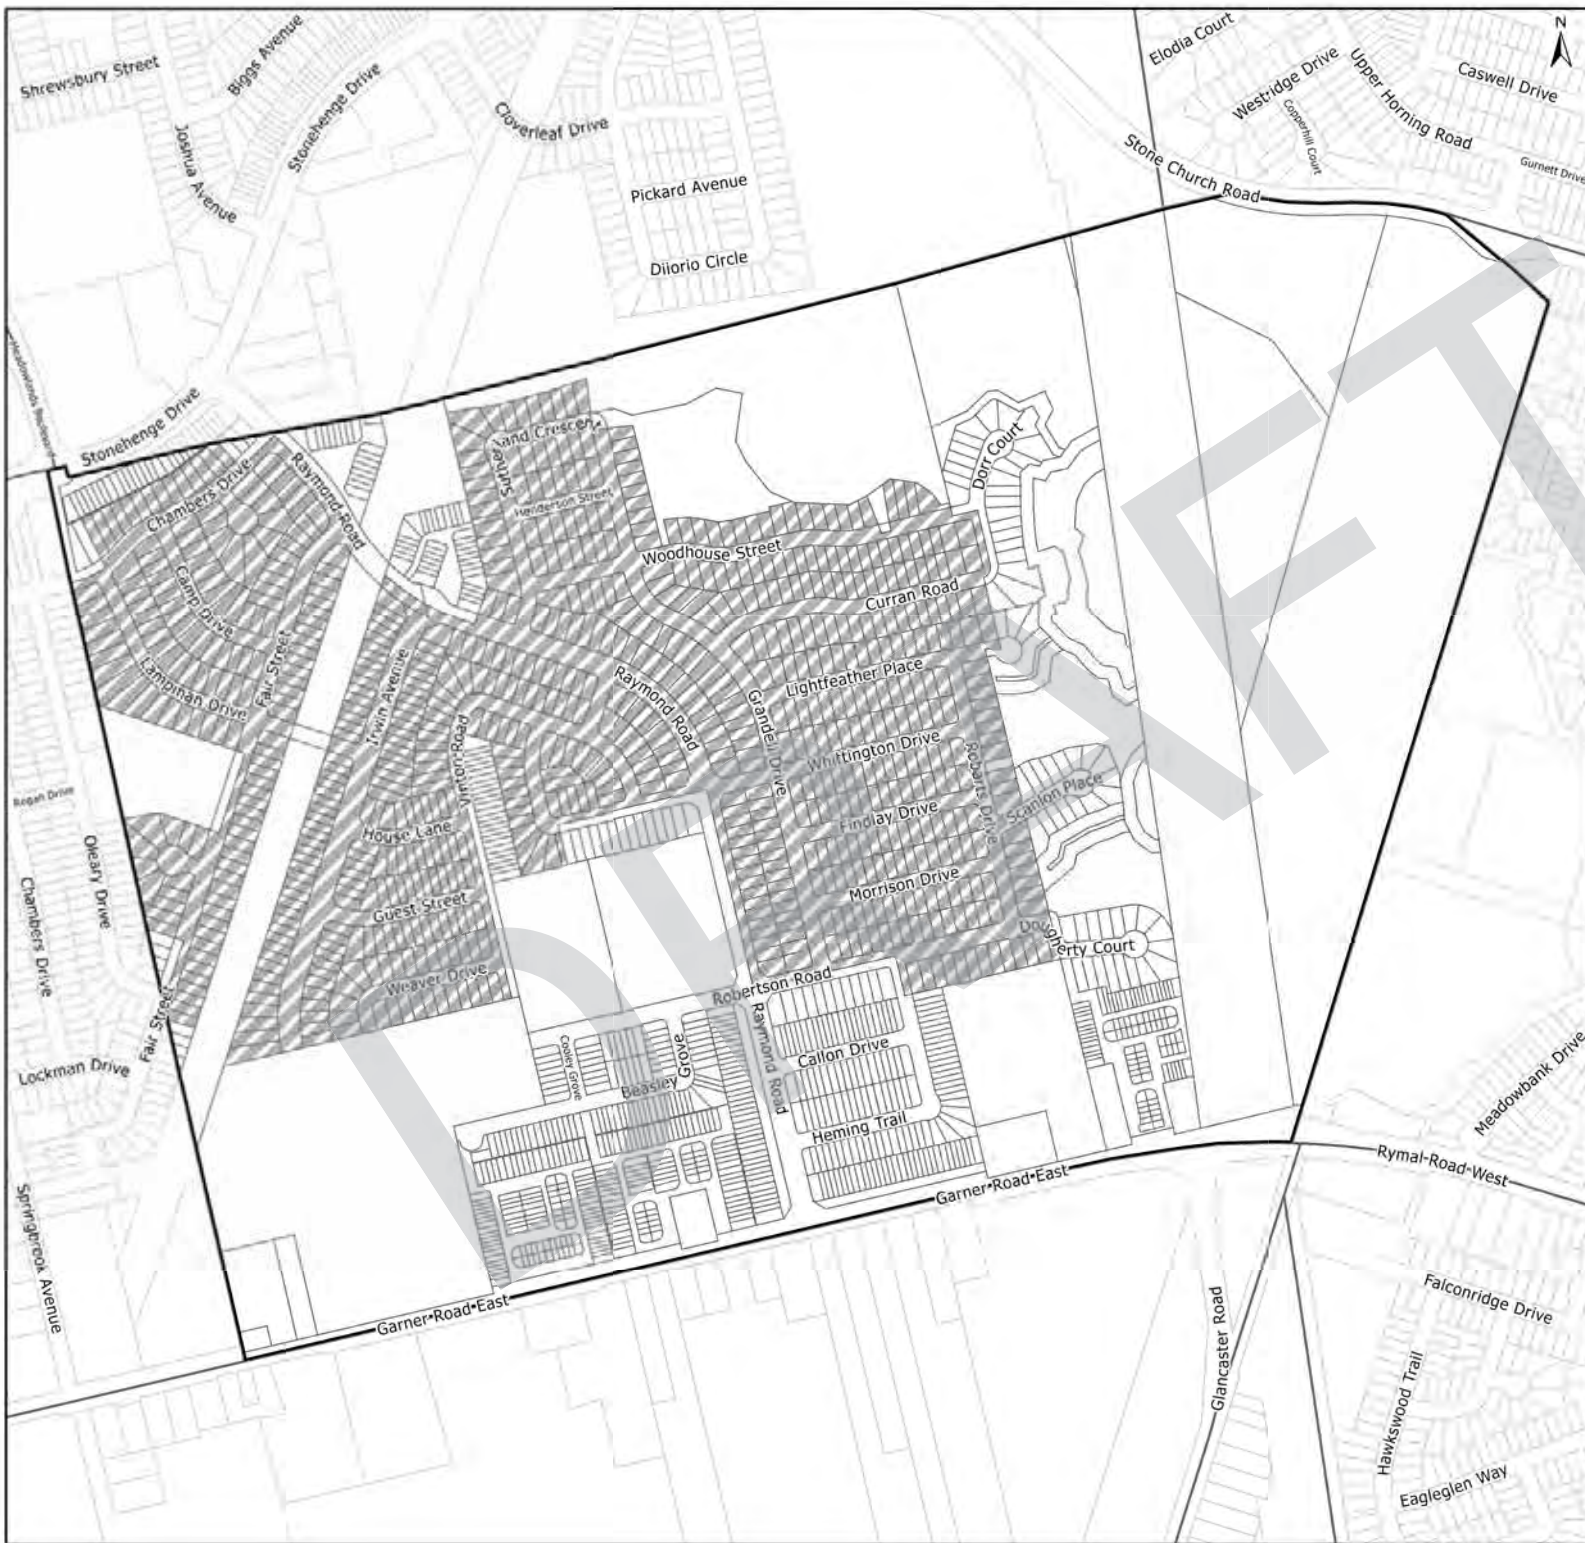 N
Elodia Court
Biggs Avenue
Shrewsbury Street
Stonehenge Drive
Westridge Drive
Upper Horning Road
Caswell Drive
Cloverleaf Drive
Copperhill Court
Joshua Avenue
Stone Church Road
Gurnett Drive
Pickard Avenue
Diiorio Circle
Meadowlands
Stonehenge Drive
Chambers Drive
Raymond Road
Sutherland Crescen
Henderson Street
Dorr Court
Woodhouse Street
Curran Road
Camp Drive
Fair Street
Lampman Drive
Irwin Avenue
Raymond Road
Lightfeather Place
Grandell Drive
Vinton Road
Whittington Drive
Robarts Drive
Scanlon Place
Regan Drive
House Lane
Findlay Drive
Oleary Drive
Chambers Drive
Guest Street
Morrison Drive
Dougherty Court
Weaver Drive
Robertson Road
Fair Street
Raymond Road
Lockman Drive
Cooley Grove
Beasley Grove
Callon Drive
Heming Trail
Meadowbank Drive
Rymal Road West
Garner Road East
Springbrook Avenue
Garner Road East
Glancaster Road
Falconridge Drive
Hawkswood Trail
Eagleglen Way
DRAFT